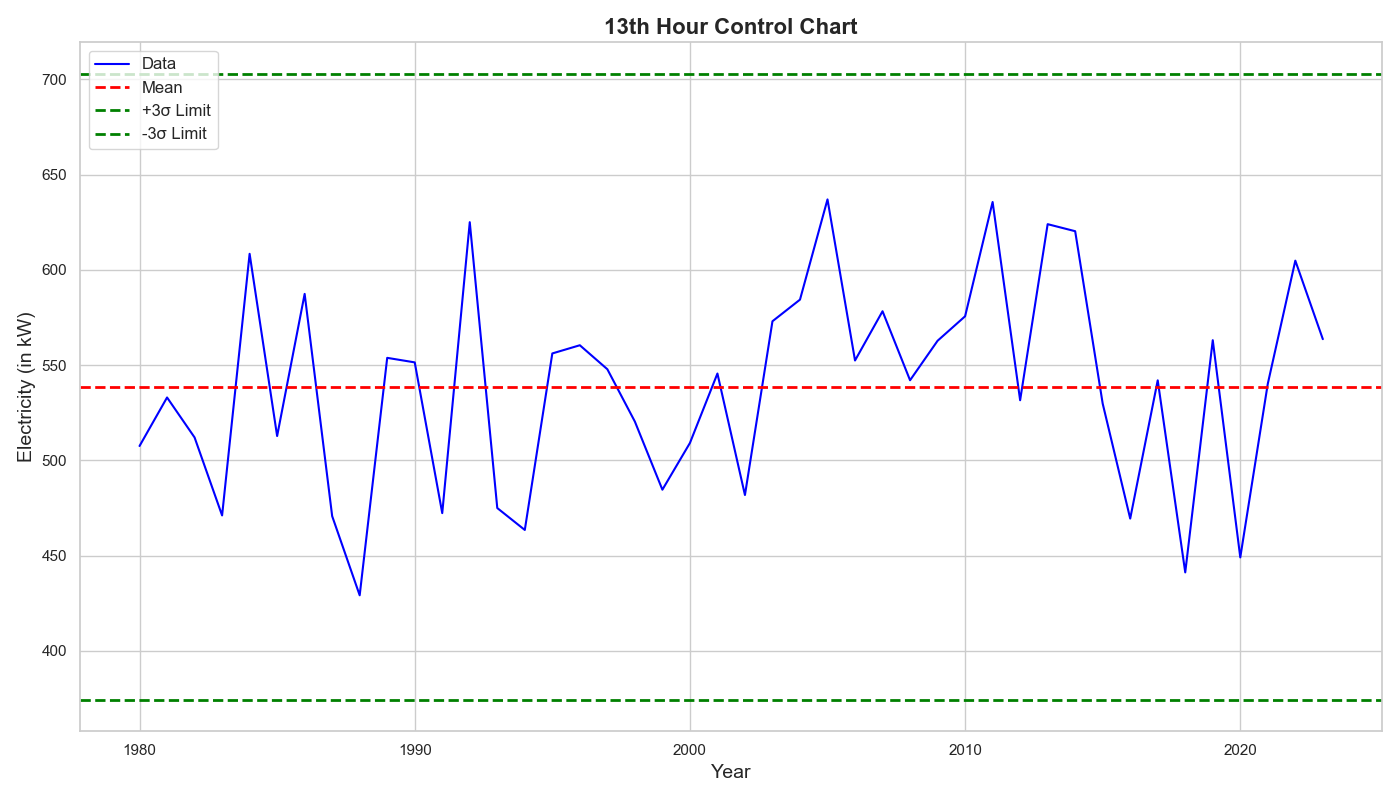 13th Hour Control Chart
Data
Mean
+3σ Limit
-3σ Limit
700
650
600
550
500
450
400
Electricity (in kW)
1980
1990
2000
2010
2020
Year